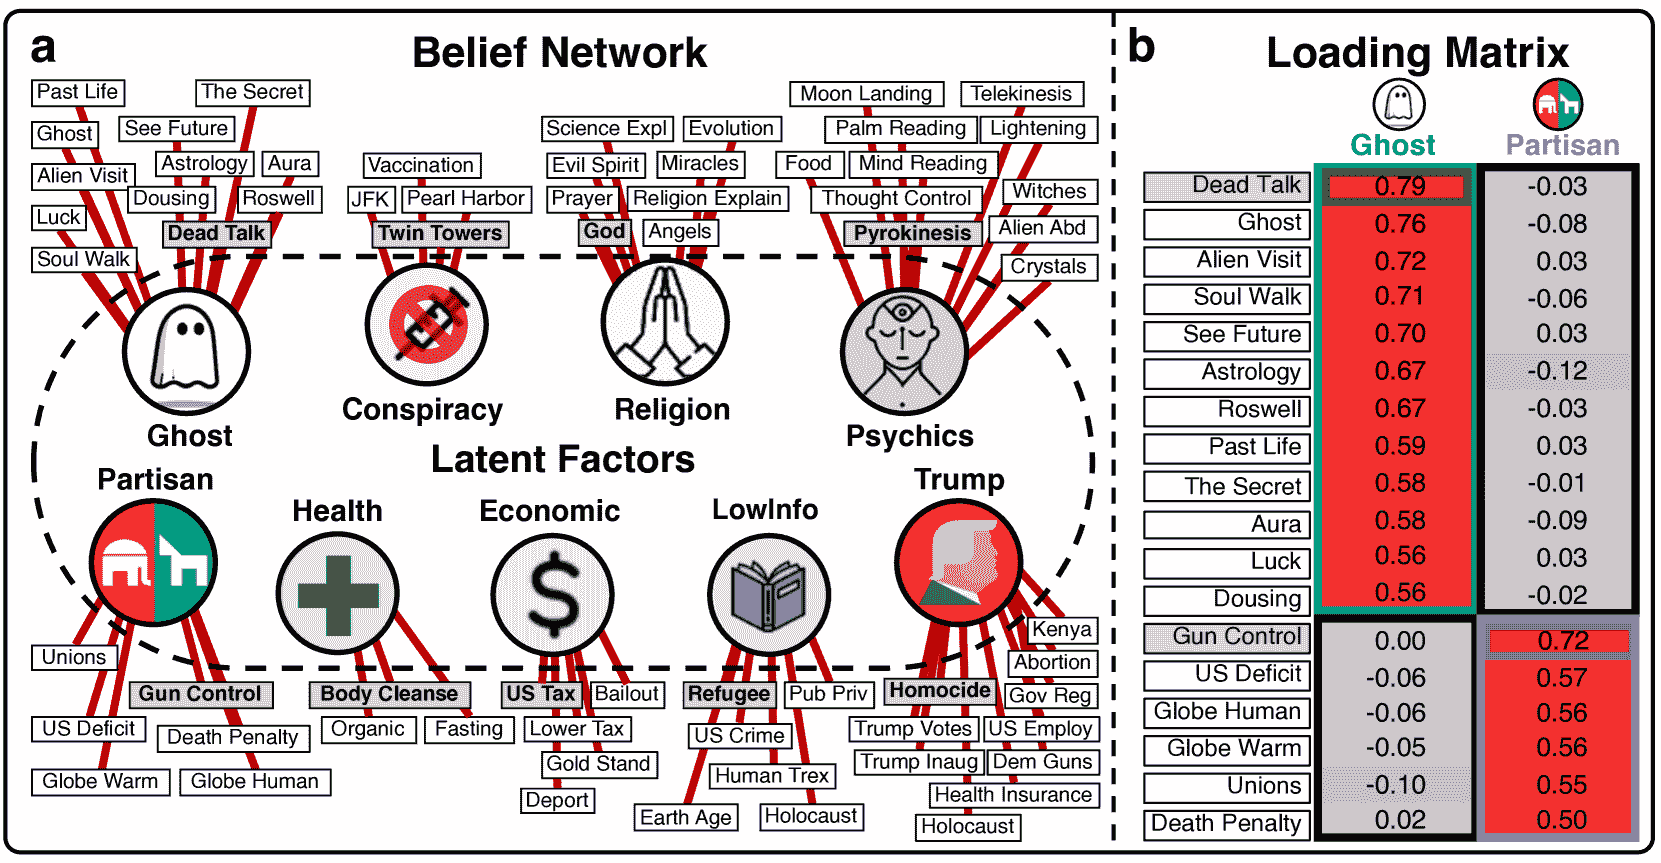 a
Belief Network
Past Life
The Secret
Ghost
See Future
Alien Visit
Astrology
Aura
Luck
Dousing
Roswell
Soul Walk
Dead Talk
Vaccination
JFK
Pearl Harbor
Twin Towers
Science Expl
Evolution
Evil Spirit
Miracles
Prayer
Religion Explain
God
Angels
Moon Landing
Telekinesis
Palm Reading
Lightening
Food
Mind Reading
Thought Control
Witches
Pyrokinesis
Alien Abd
Crystals
Ghost
Conspiracy
Religion
Psychics
Latent Factors
Partisan
Health
Economic
LowInfo
Trump
$
Unions
Gun Control
US Deficit
Death Penalty
Globe Warm
Globe Human
Body Cleanse
Organic
Fasting
US Tax
Bailout
Lower Tax
Gold Stand
Deport
Refugee
Pub Priv
US Crime
Human Trex
Earth Age
Holocaust
Kenya
Abortion
Homocide
Gov Reg
Trump Votes
US Employ
Trump Inaug
Dem Guns
Health Insurance
Holocaust
b
Loading Matrix
Ghost Partisan
Dead Talk 0.79 -0.03
Ghost 0.76 -0.08
Alien Visit 0.72 0.03
Soul Walk 0.71 -0.06
See Future 0.70 0.03
Astrology 0.67 -0.12
Roswell 0.67 -0.03
Past Life 0.59 0.03
The Secret 0.58 -0.01
Aura 0.58 -0.09
Luck 0.56 0.03
Dousing 0.56 -0.02
Gun Control 0.00 0.72
US Deficit -0.06 0.57
Globe Human -0.06 0.56
Globe Warm -0.05 0.56
Unions -0.10 0.55
Death Penalty 0.02 0.50